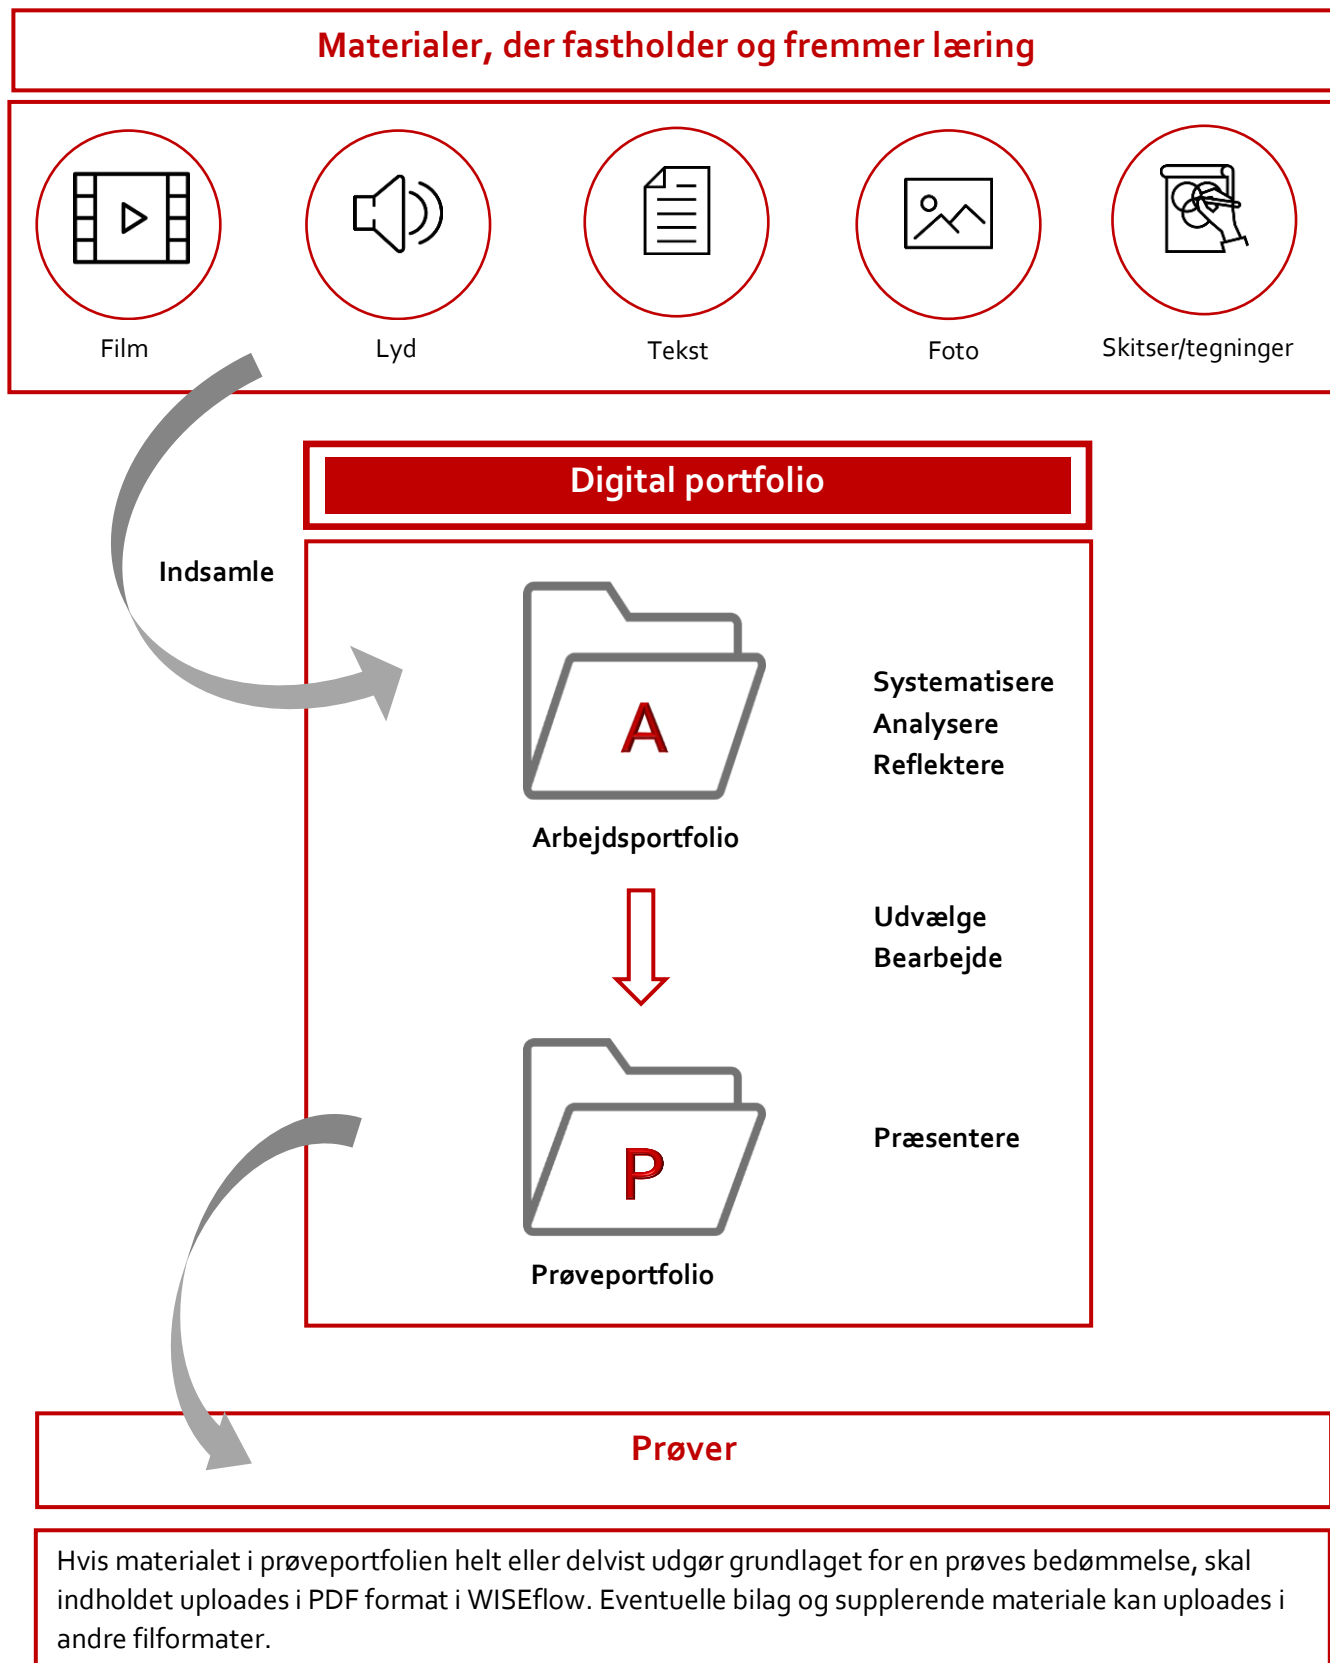 Materialer, der fastholder og fremmer læring
Film
Lyd
Tekst
Foto
Skitser/tegninger
Digital portfolio
Indsamle
A
Systematisere
Analysere
Reflektere
Arbejdsportfolio
Udvælge
Bearbejde
P
Præsentere
Prøveportfolio
Prøver
Hvis materialet i prøveportfolien helt eller delvist udgør grundlaget for en prøves bedømmelse, skal
indholdet uploades i PDF format i WISEflow. Eventuelle bilag og supplerende materiale kan uploades i
andre filformater.